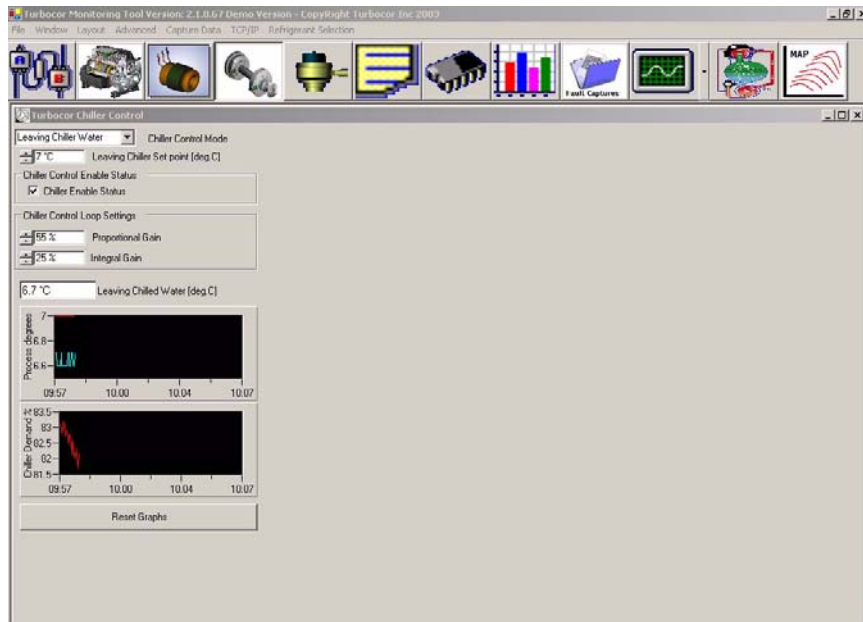 Turbocor Monitoring Tool Version: 2.1.8.67 Demo Version - CopyRight Turbocor Inc 2003
File Window Layout Advanced Capture Data TCP/IP Refrigerant Selection
A
B
Fault Captures
MAP
Turbocor Chiller Control
Leaving Chiller Water Chiller Control Mode
7 °C Leaving Chiller Set point (deg.C)
Chiller Control Enable Status
Chiller Enable Status
Chiller Control Loop Settings
55 % Proportional Gain
25 % Integral Gain
6.7 °C Leaving Chilled Water (deg.C)
Process degrees
7
6.8
6.6
09.57 10.00 10.04 10.07
Chiller Demand %
83.5
83
82.5
82
81.5
09.57 10.00 10.04 10.07
Reset Graphs